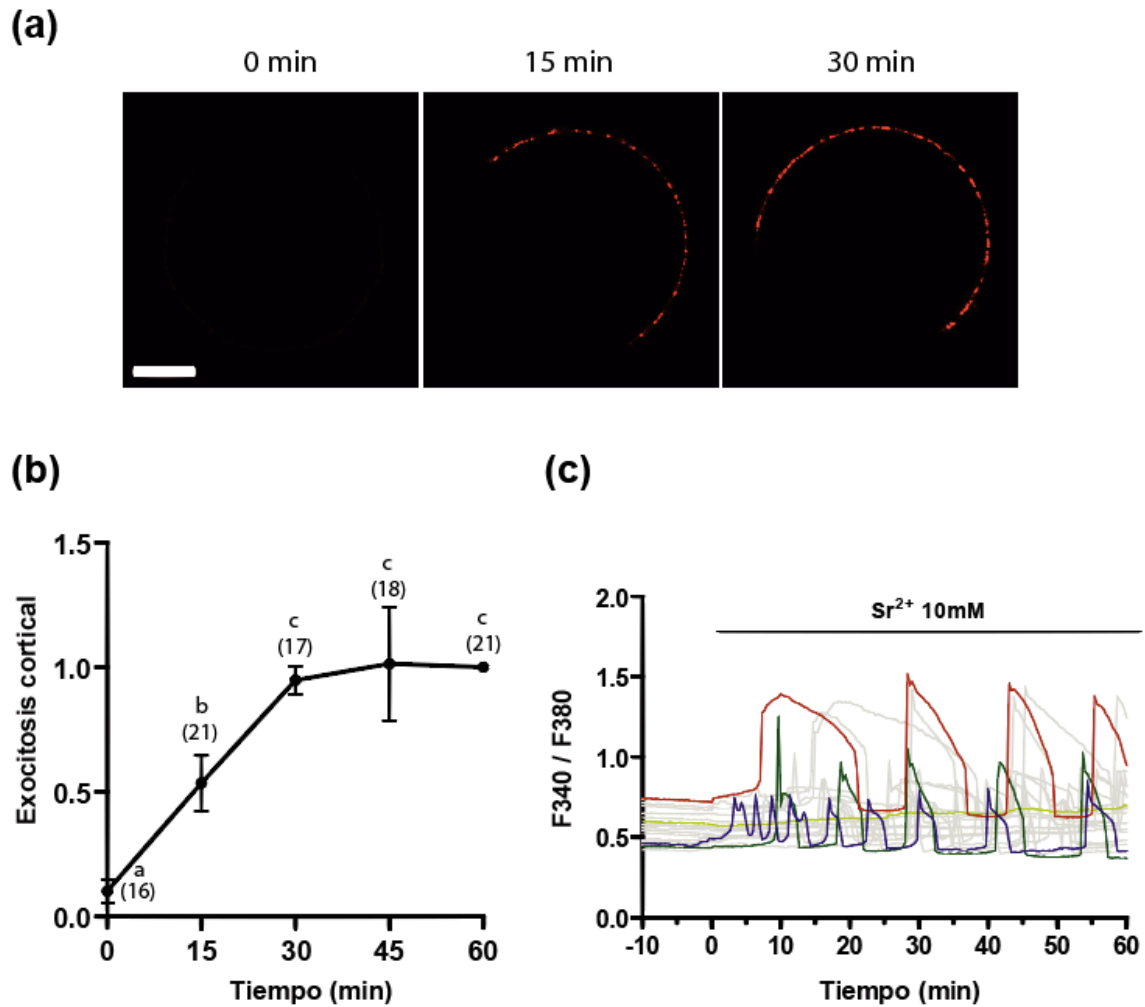 (a)
0 min 15 min 30 min
(b)
Exocitosis cortical
1.5
1.0
0.5
0.0
a
(16)
b
(21)
c
(17)
c
(18)
c
(21)
0 15 30 45 60
Tiempo (min)
(c)
F340 / F380
2.0
1.5
1.0
0.5
0.0
Sr²⁺ 10mM
-10 0 10 20 30 40 50 60
Tiempo (min)